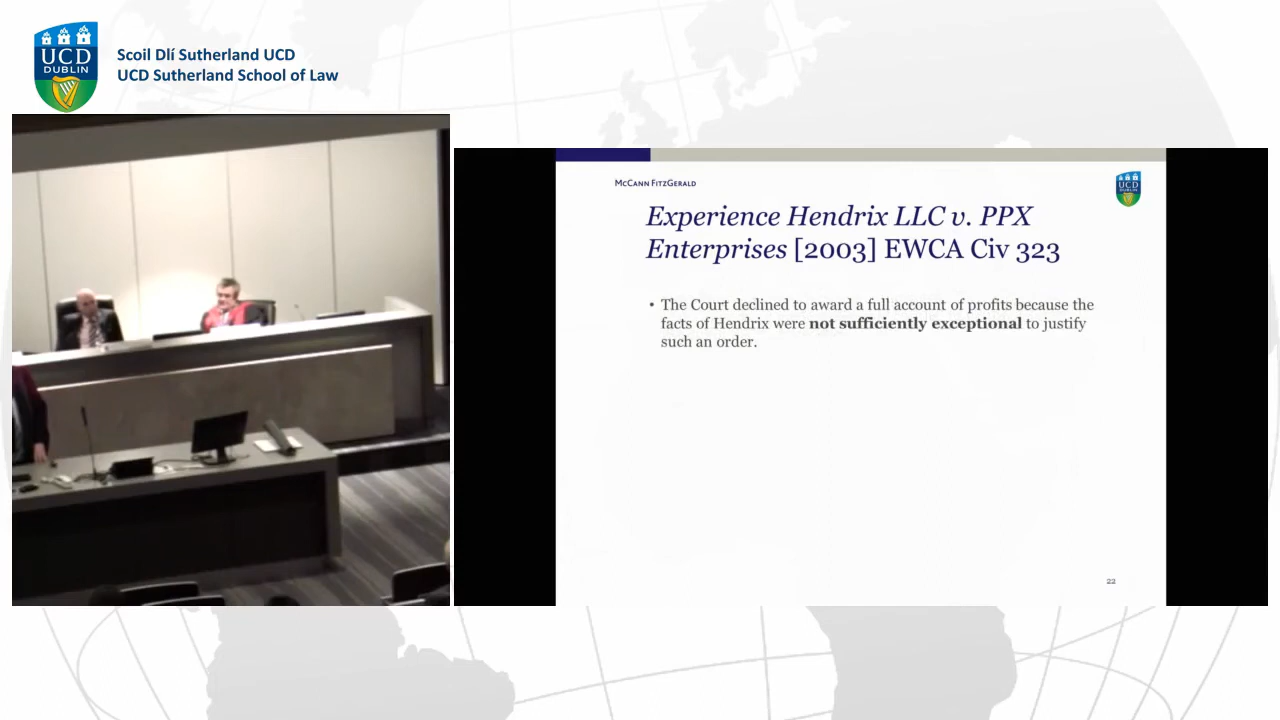 UCD
DUBLIN
Scoil Dlí Sutherland UCD
UCD Sutherland School of Law
McCann FitzGerald
UCD
DUBLIN
Experience Hendrix LLC v. PPX
Enterprises [2003] EWCA Civ 323
• The Court declined to award a full account of profits because the
facts of Hendrix were not sufficiently exceptional to justify
such an order.
22